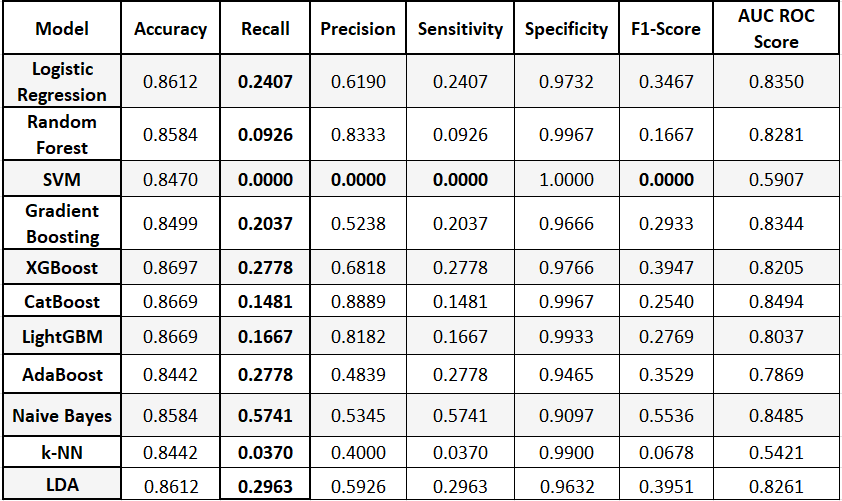 Model Accuracy Recall Precision Sensitivity Specificity F1-Score AUC ROC
Score
Logistic
Regression 0.8612 0.2407 0.6190 0.2407 0.9732 0.3467 0.8350
Random
Forest 0.8584 0.0926 0.8333 0.0926 0.9967 0.1667 0.8281
SVM 0.8470 0.0000 0.0000 0.0000 1.0000 0.0000 0.5907
Gradient
Boosting 0.8499 0.2037 0.5238 0.2037 0.9666 0.2933 0.8344
XGBoost 0.8697 0.2778 0.6818 0.2778 0.9766 0.3947 0.8205
CatBoost 0.8669 0.1481 0.8889 0.1481 0.9967 0.2540 0.8494
LightGBM 0.8669 0.1667 0.8182 0.1667 0.9933 0.2769 0.8037
AdaBoost 0.8442 0.2778 0.4839 0.2778 0.9465 0.3529 0.7869
Naive Bayes 0.8584 0.5741 0.5345 0.5741 0.9097 0.5536 0.8485
k-NN 0.8442 0.0370 0.4000 0.0370 0.9900 0.0678 0.5421
LDA 0.8612 0.2963 0.5926 0.2963 0.9632 0.3951 0.8261